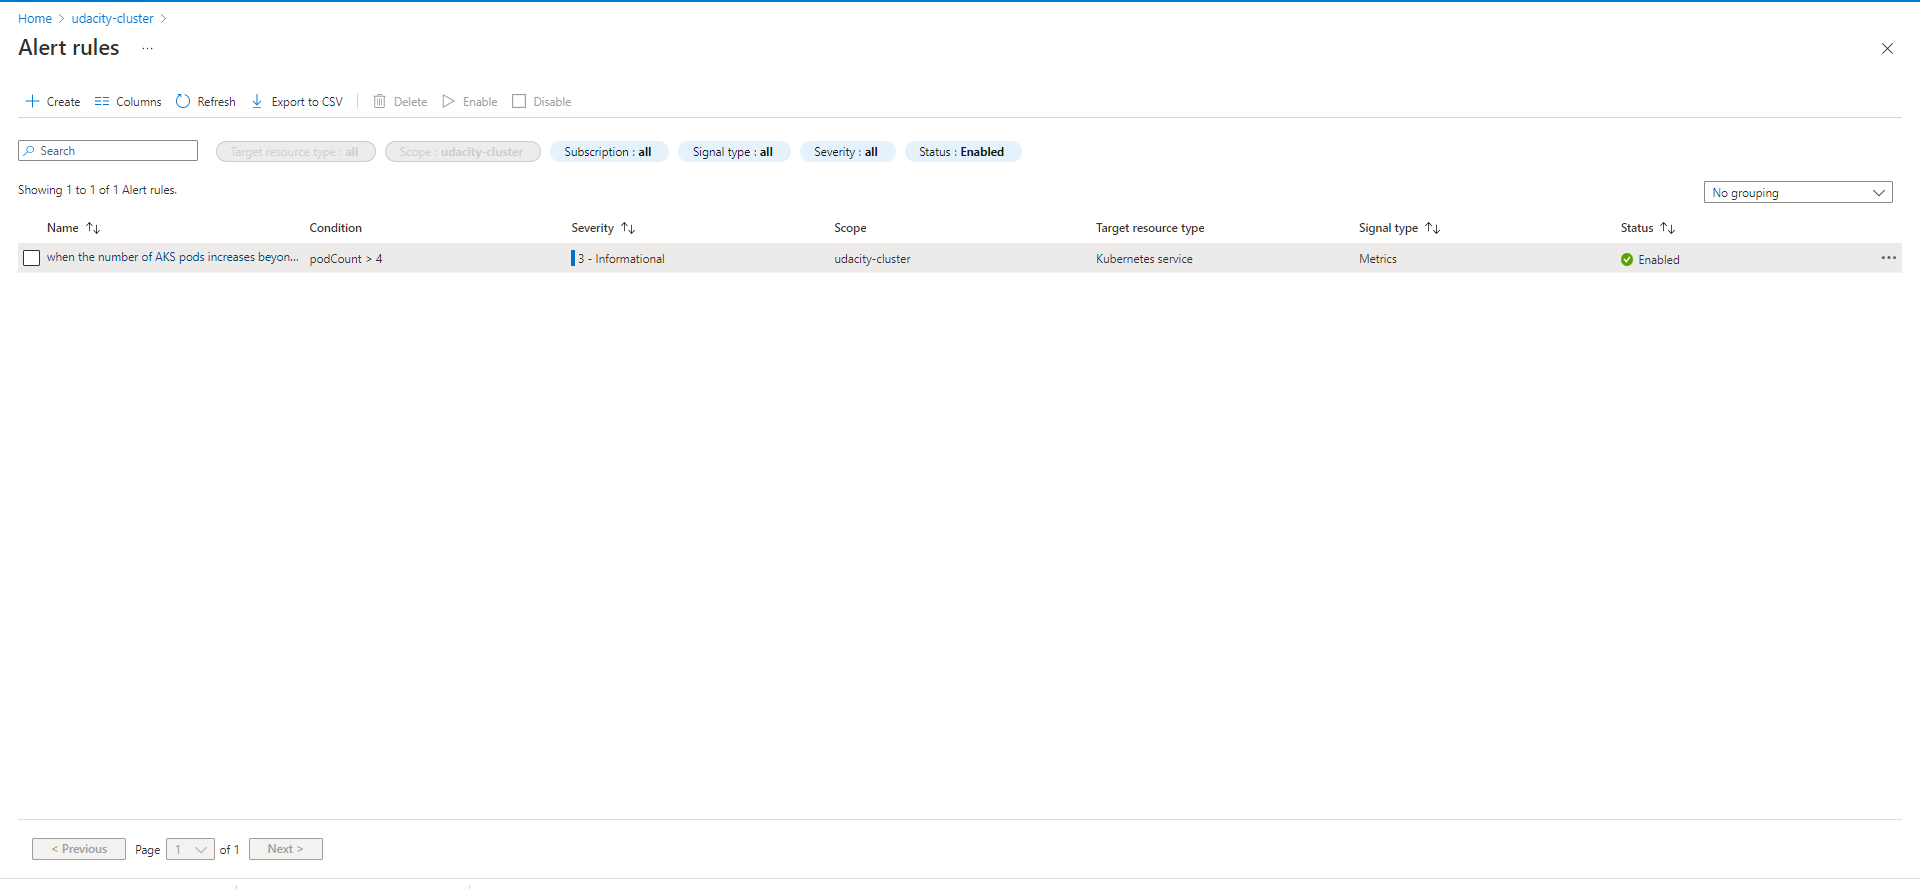 Home > udacity-cluster >
Alert rules ...
Create Columns Refresh Export to CSV Delete Enable Disable
Search Target resource type : all Scope : udacity-cluster Subscription : all Signal type : all Severity : all Status : Enabled
Showing 1 to 1 of 1 Alert rules.
No grouping
Name Condition Severity Scope Target resource type Signal type Status
when the number of AKS pods increases beyon... podCount > 4 3 - Informational udacity-cluster Kubernetes service Metrics Enabled
< Previous Page 1 of 1 Next >